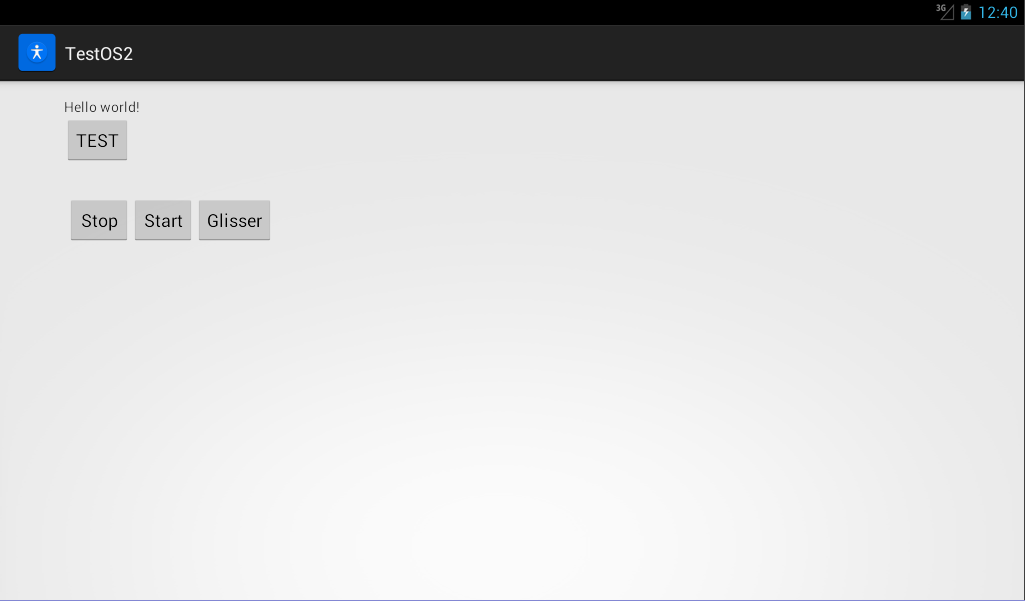 3G 12:40
TestOS2
Hello world!
TEST
Stop Start Glisser